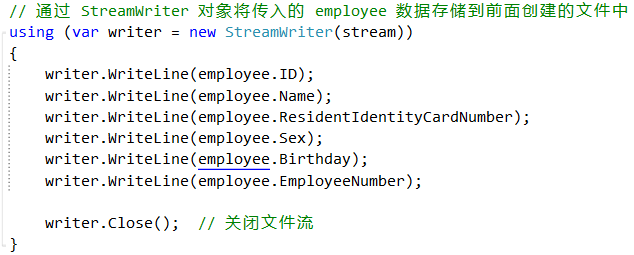 // 通过 StreamWriter 对象将传入的 employee 数据存储到前面创建的文件中
using (var writer = new StreamWriter(stream))
{
    writer.WriteLine(employee.ID);
    writer.WriteLine(employee.Name);
    writer.WriteLine(employee.ResidentIdentityCardNumber);
    writer.WriteLine(employee.Sex);
    writer.WriteLine(employee.Birthday);
    writer.WriteLine(employee.EmployeeNumber);

    writer.Close();  // 关闭文件流
}